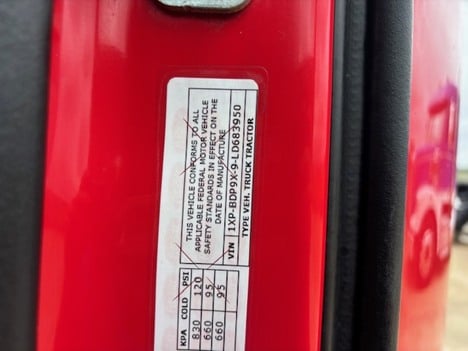 THIS VEHICLE CONFORMS TO ALL
APPLICABLE FEDERAL MOTOR VEHICLE
SAFETY STANDARDS IN EFFECT ON THE
DATE OF MANUFACTURE
VIN 1XP-BDP9X-9-LD683950
TYPE VEH. TRUCK TRACTOR
KPA COLD PSI
830 120
660 95
660 95